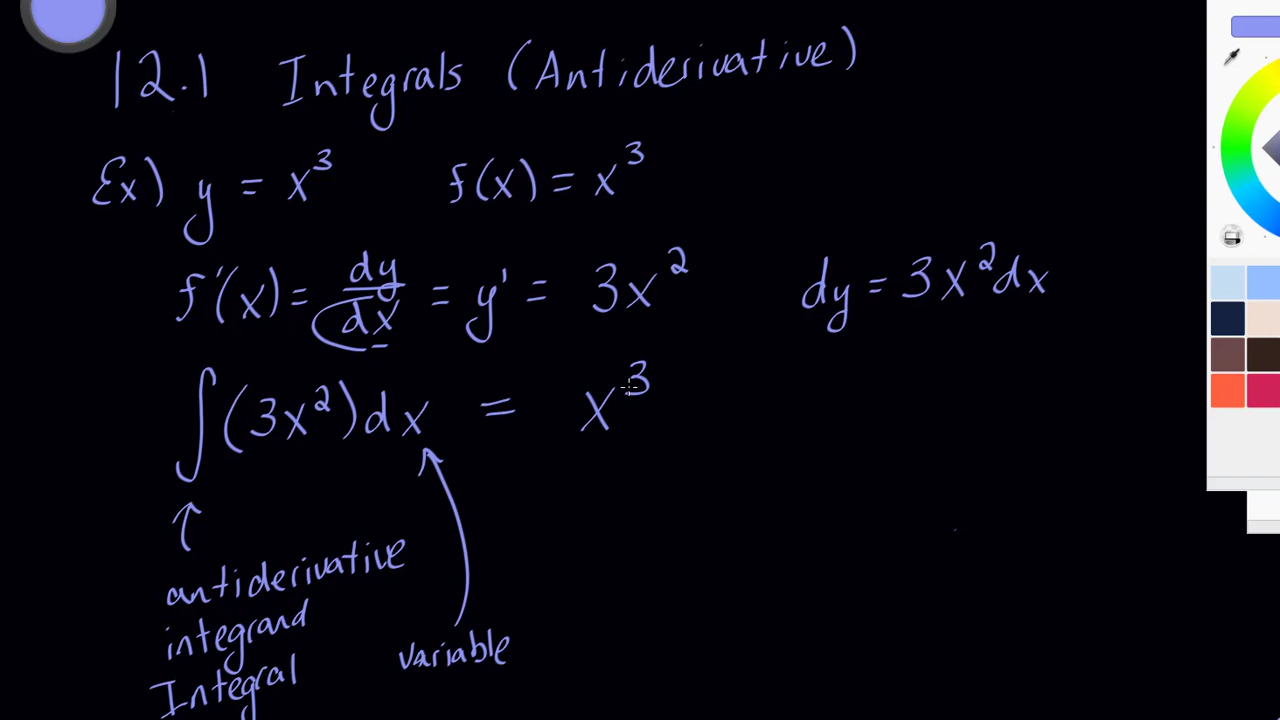 12.1 Integrals (Antiderivative)
Ex) y = x³ f(x) = x³
f'(x) = dy/dx = y' = 3x² dy = 3x²dx
∫(3x²)dx = x³
antiderivative
integrand
variable
Integral